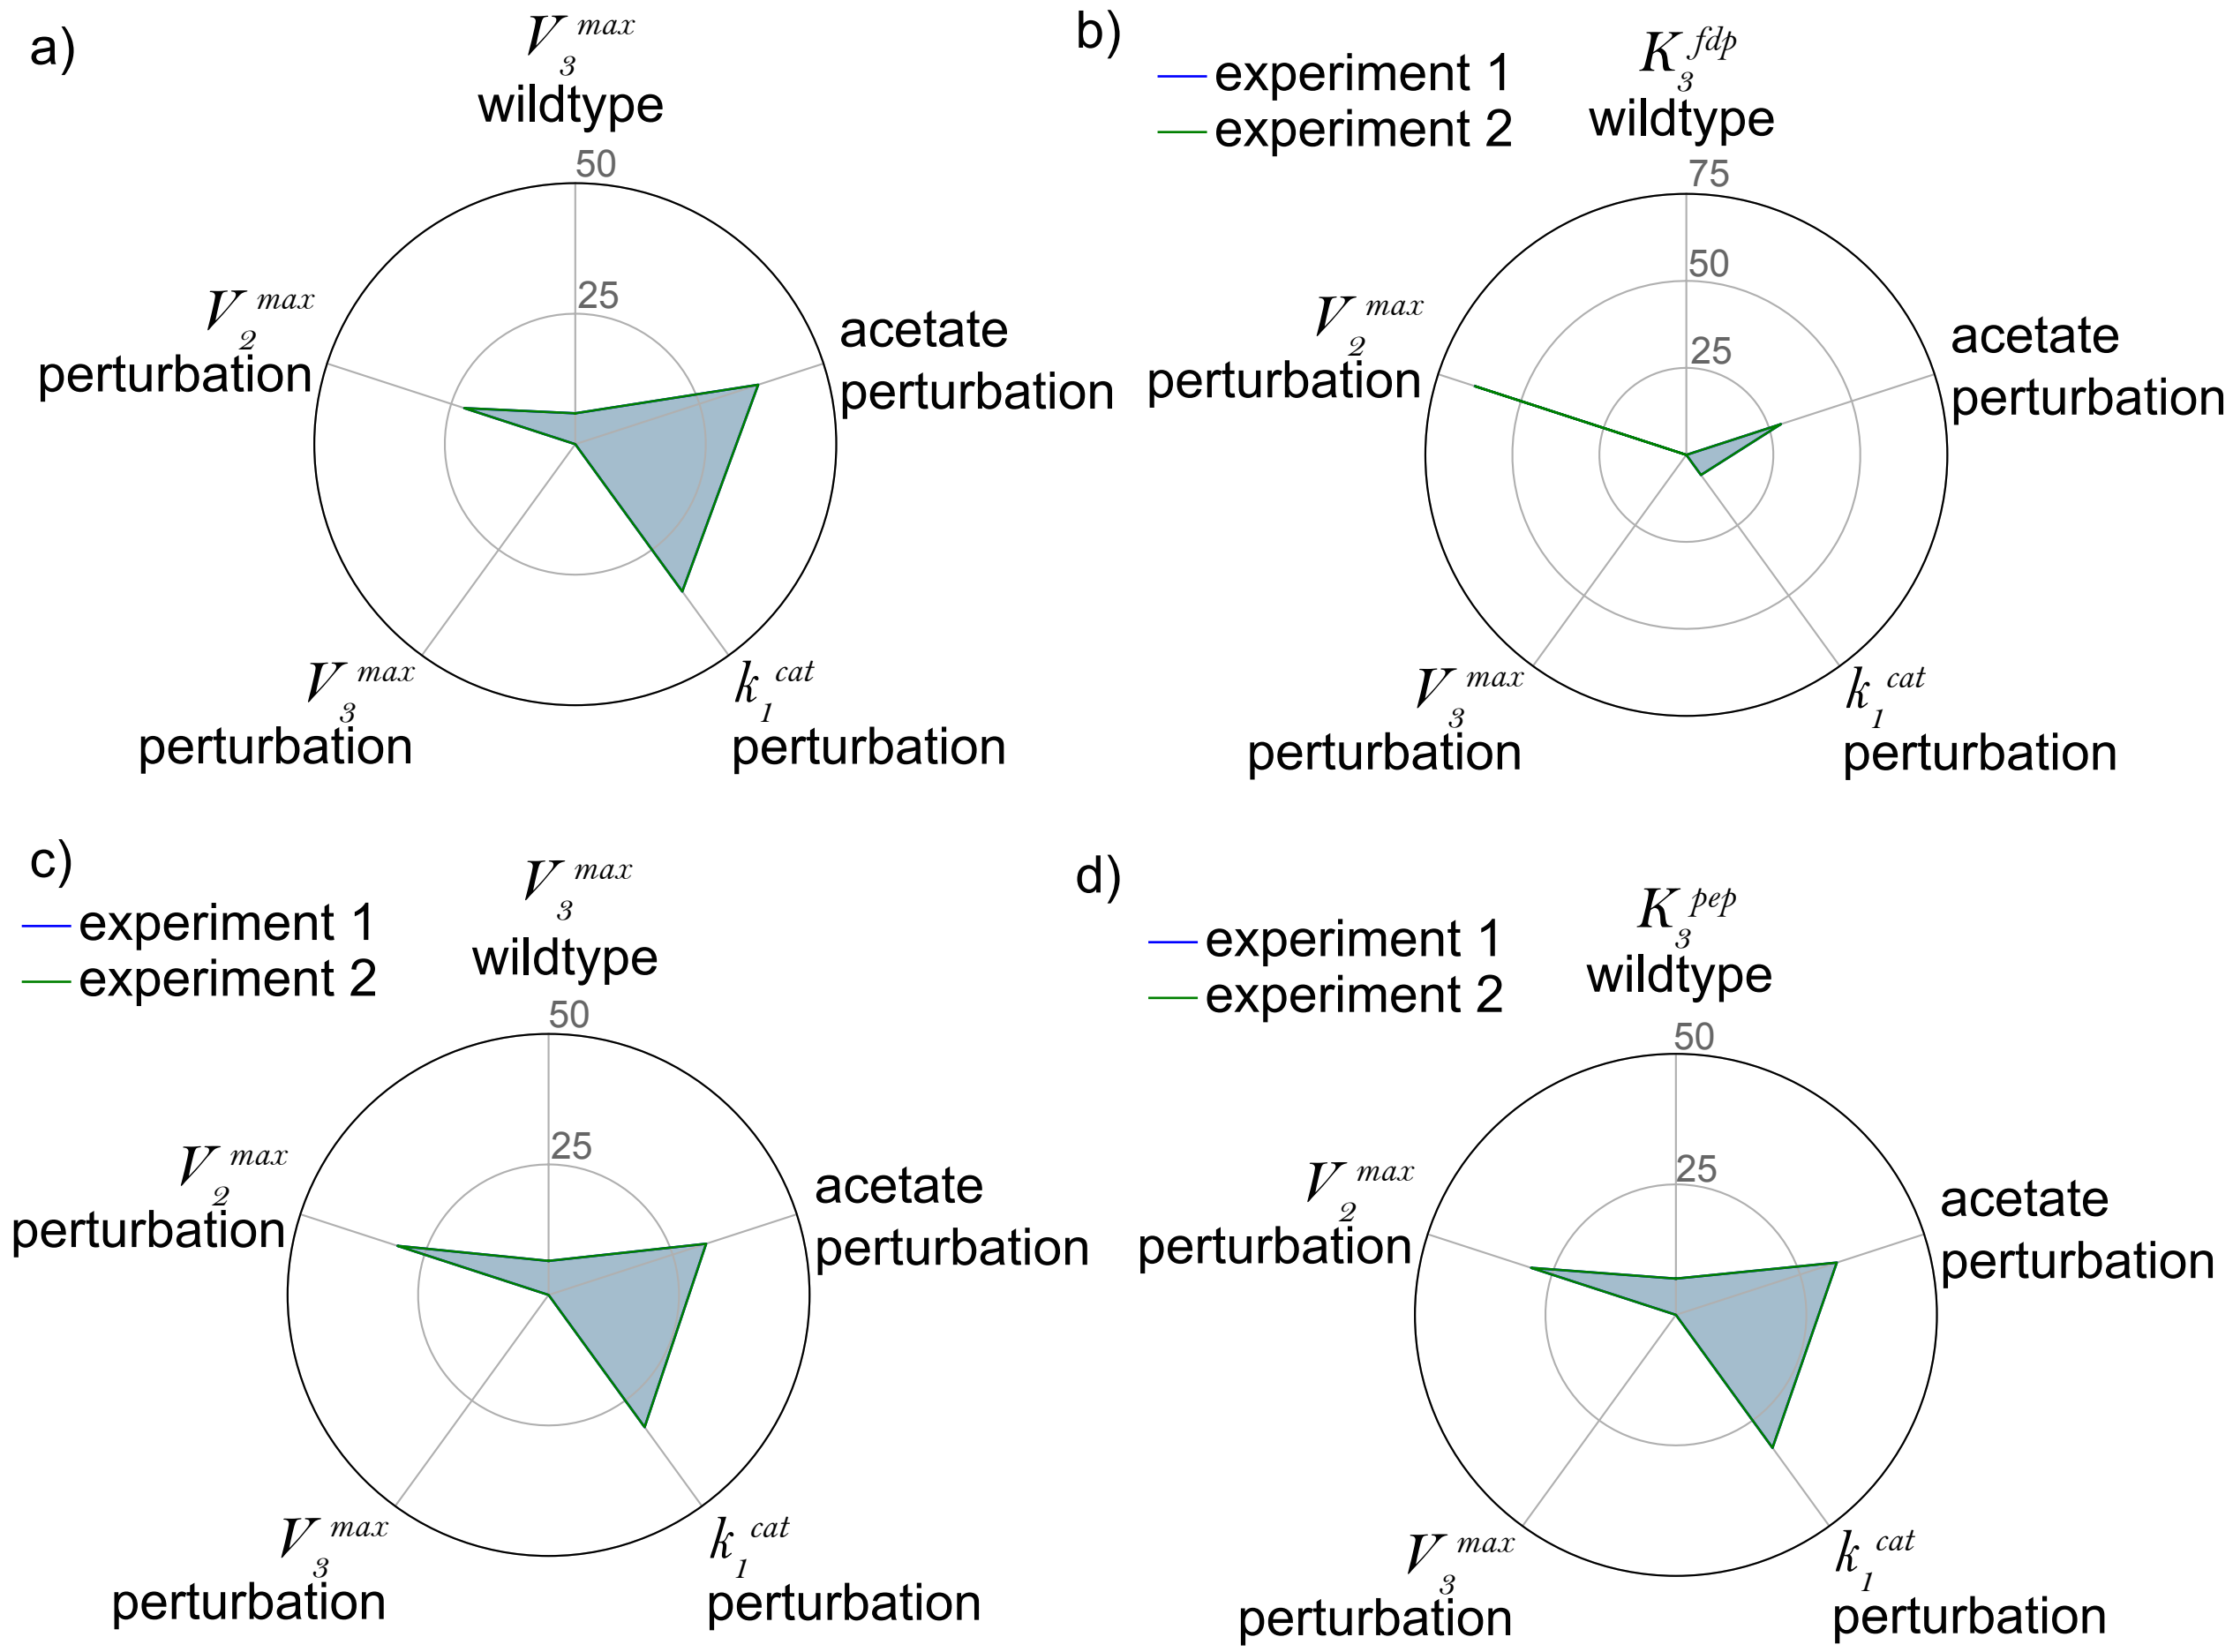 a)
V₃ᵐᵃˣ
wildtype
50
25
acetate
perturbation
k₁ᶜᵃᵗ
perturbation
V₃ᵐᵃˣ
perturbation
V₂ᵐᵃˣ
perturbation
b)
experiment 1
experiment 2
K₃ᶠᵈᵖ
wildtype
75
50
25
acetate
perturbation
k₁ᶜᵃᵗ
perturbation
V₃ᵐᵃˣ
perturbation
V₂ᵐᵃˣ
perturbation
c)
experiment 1
experiment 2
V₃ᵐᵃˣ
wildtype
50
25
acetate
perturbation
k₁ᶜᵃᵗ
perturbation
V₃ᵐᵃˣ
perturbation
V₂ᵐᵃˣ
perturbation
d)
experiment 1
experiment 2
K₃ᵖᵉᵖ
wildtype
50
25
acetate
perturbation
k₁ᶜᵃᵗ
perturbation
V₃ᵐᵃˣ
perturbation
V₂ᵐᵃˣ
perturbation